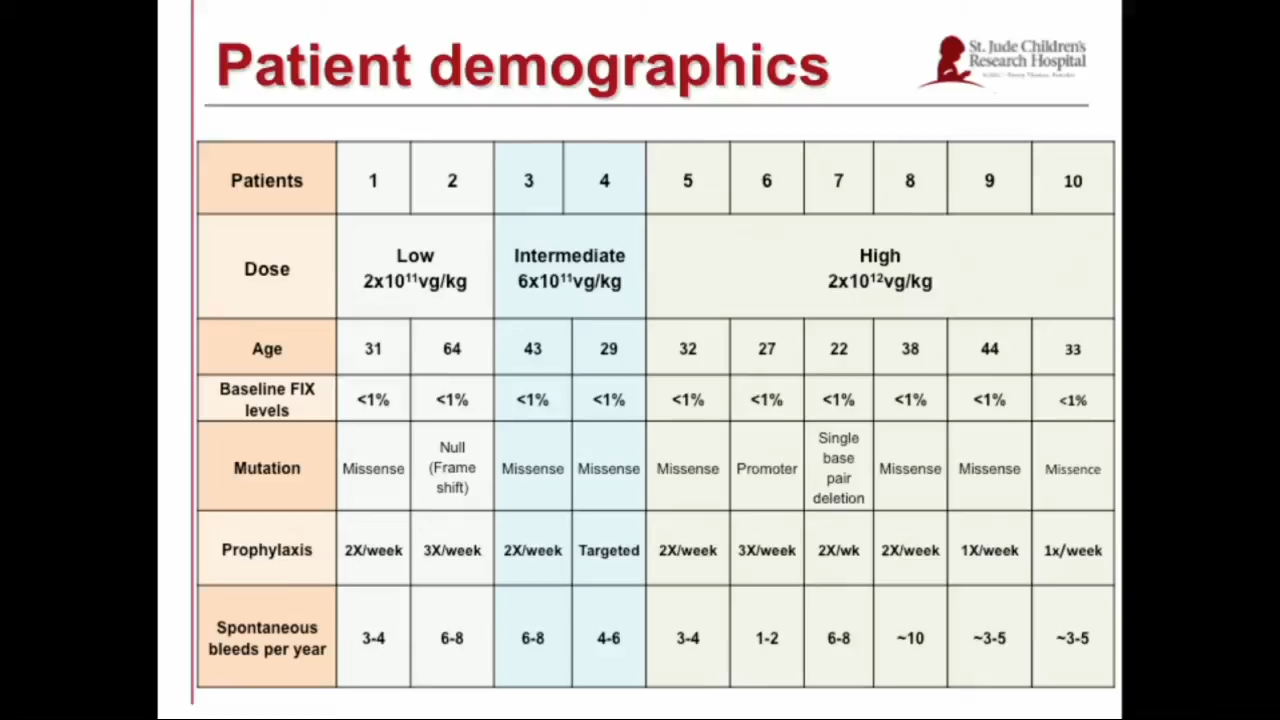 Patient demographics
St. Jude Children's
Research Hospital
Patients 1 2 3 4 5 6 7 8 9 10
Dose
Low
2x10¹¹vg/kg
Intermediate
6x10¹¹vg/kg
High
2x10¹²vg/kg
Age 31 64 43 29 32 27 22 38 44 33
Baseline FIX
levels
<1% <1% <1% <1% <1% <1% <1% <1% <1% <1%
Mutation
Missense
Null
(Frame
shift)
Missense
Missense
Missense
Promoter
Single
base
pair
deletion
Missense
Missense
Missence
Prophylaxis 2X/week 3X/week 2X/week Targeted 2X/week 3X/week 2X/wk 2X/week 1X/week 1x/week
Spontaneous
bleeds per year
3-4 6-8 6-8 4-6 3-4 1-2 6-8 ~10 ~3-5 ~3-5